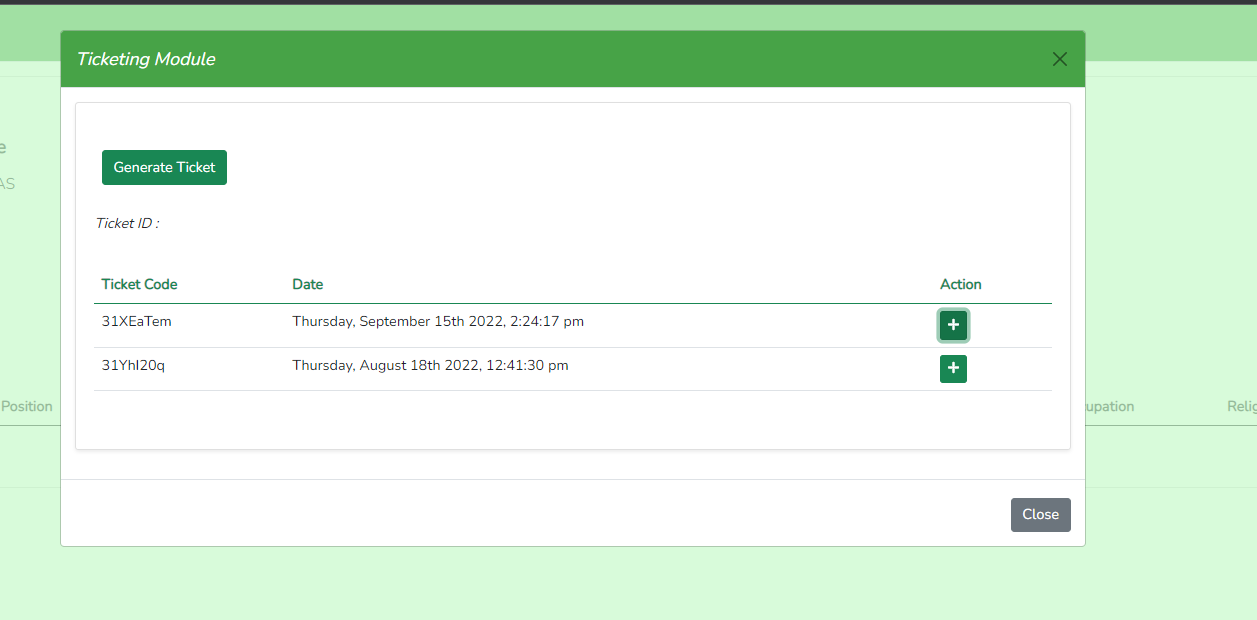 Ticketing Module
e
AS
Generate Ticket
Ticket ID :
Ticket Code Date Action
31XEaTem Thursday, September 15th 2022, 2:24:17 pm
31YhI20q Thursday, August 18th 2022, 12:41:30 pm
Position upation Relig
Close